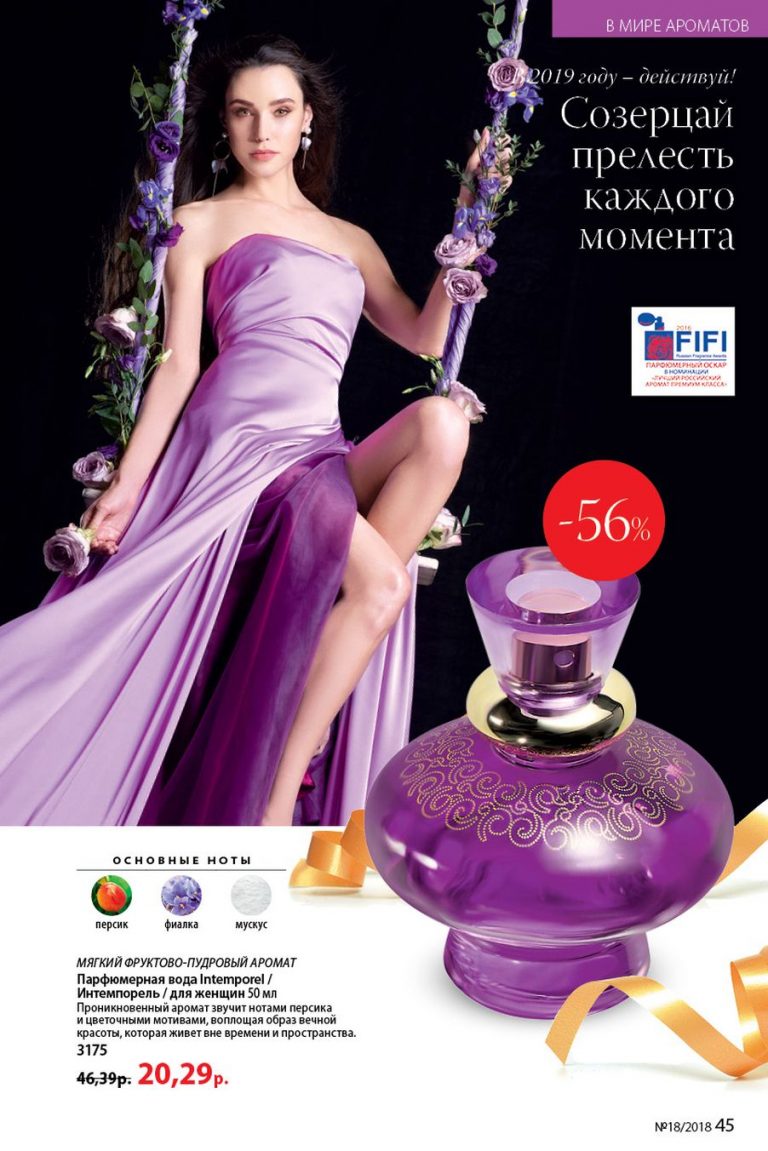 В МИРЕ АРОМАТОВ
В 2019 году – действуй!
Созерцай
прелесть
каждого
момента
2016
FIFI
Russian Fragrance Awards
ПАРФЮМЕРНЫЙ ОСКАР
В НОМИНАЦИИ
«ЛУЧШИЙ РОССИЙСКИЙ
АРОМАТ ПРЕМИУМ КЛАССА»
-56%
ОСНОВНЫЕ НОТЫ
персик фиалка мускус
МЯГКИЙ ФРУКТОВО-ПУДРОВЫЙ АРОМАТ
Парфюмерная вода Intemporel /
Интемпорель / для женщин 50 мл
Проникновенный аромат звучит нотами персика
и цветочными мотивами, воплощая образ вечной
красоты, которая живет вне времени и пространства.
3175
46,39р. 20,29р.
№18/2018 45